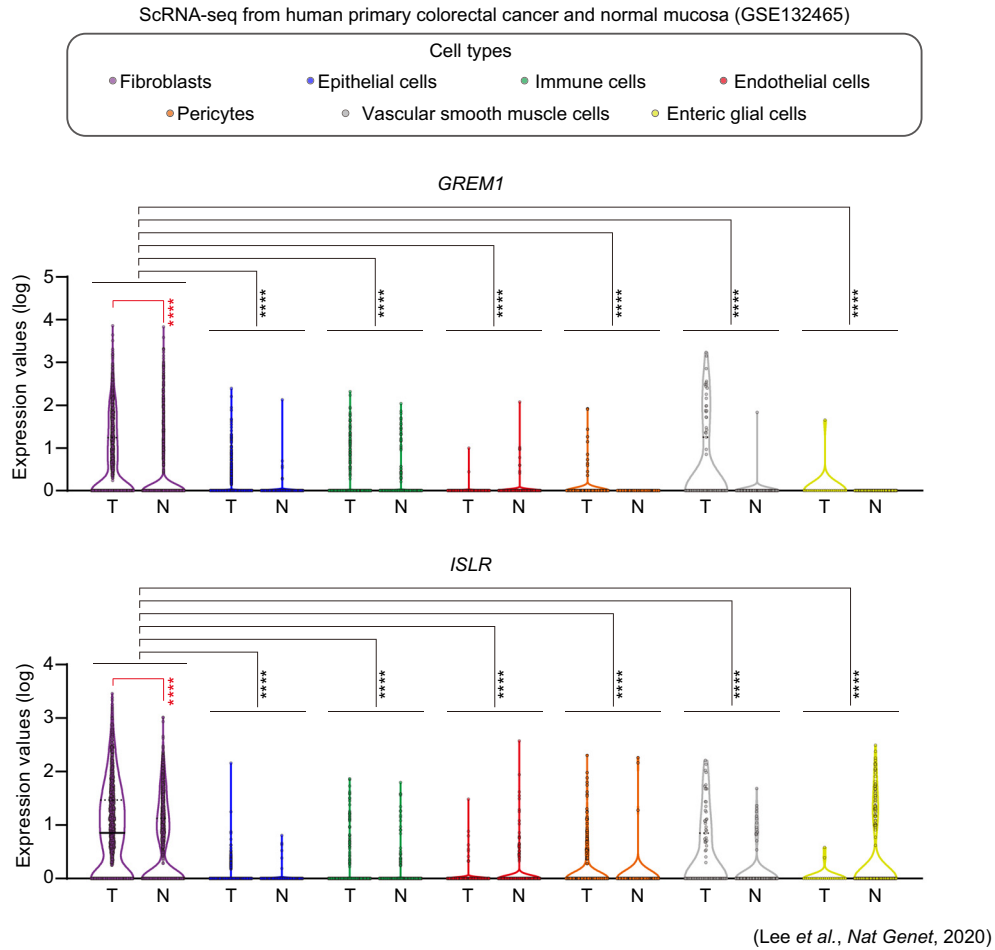 ScRNA-seq from human primary colorectal cancer and normal mucosa (GSE132465)
Cell types
Fibroblasts Epithelial cells Immune cells Endothelial cells
Pericytes Vascular smooth muscle cells Enteric glial cells
GREM1
Expression values (log)
5
4
3
2
1
0
**** **** **** **** **** **** ****
T N T N T N T N T N T N T N
ISLR
Expression values (log)
4
3
2
1
0
**** **** **** **** **** **** ****
T N T N T N T N T N T N T N
(Lee et al., Nat Genet, 2020)